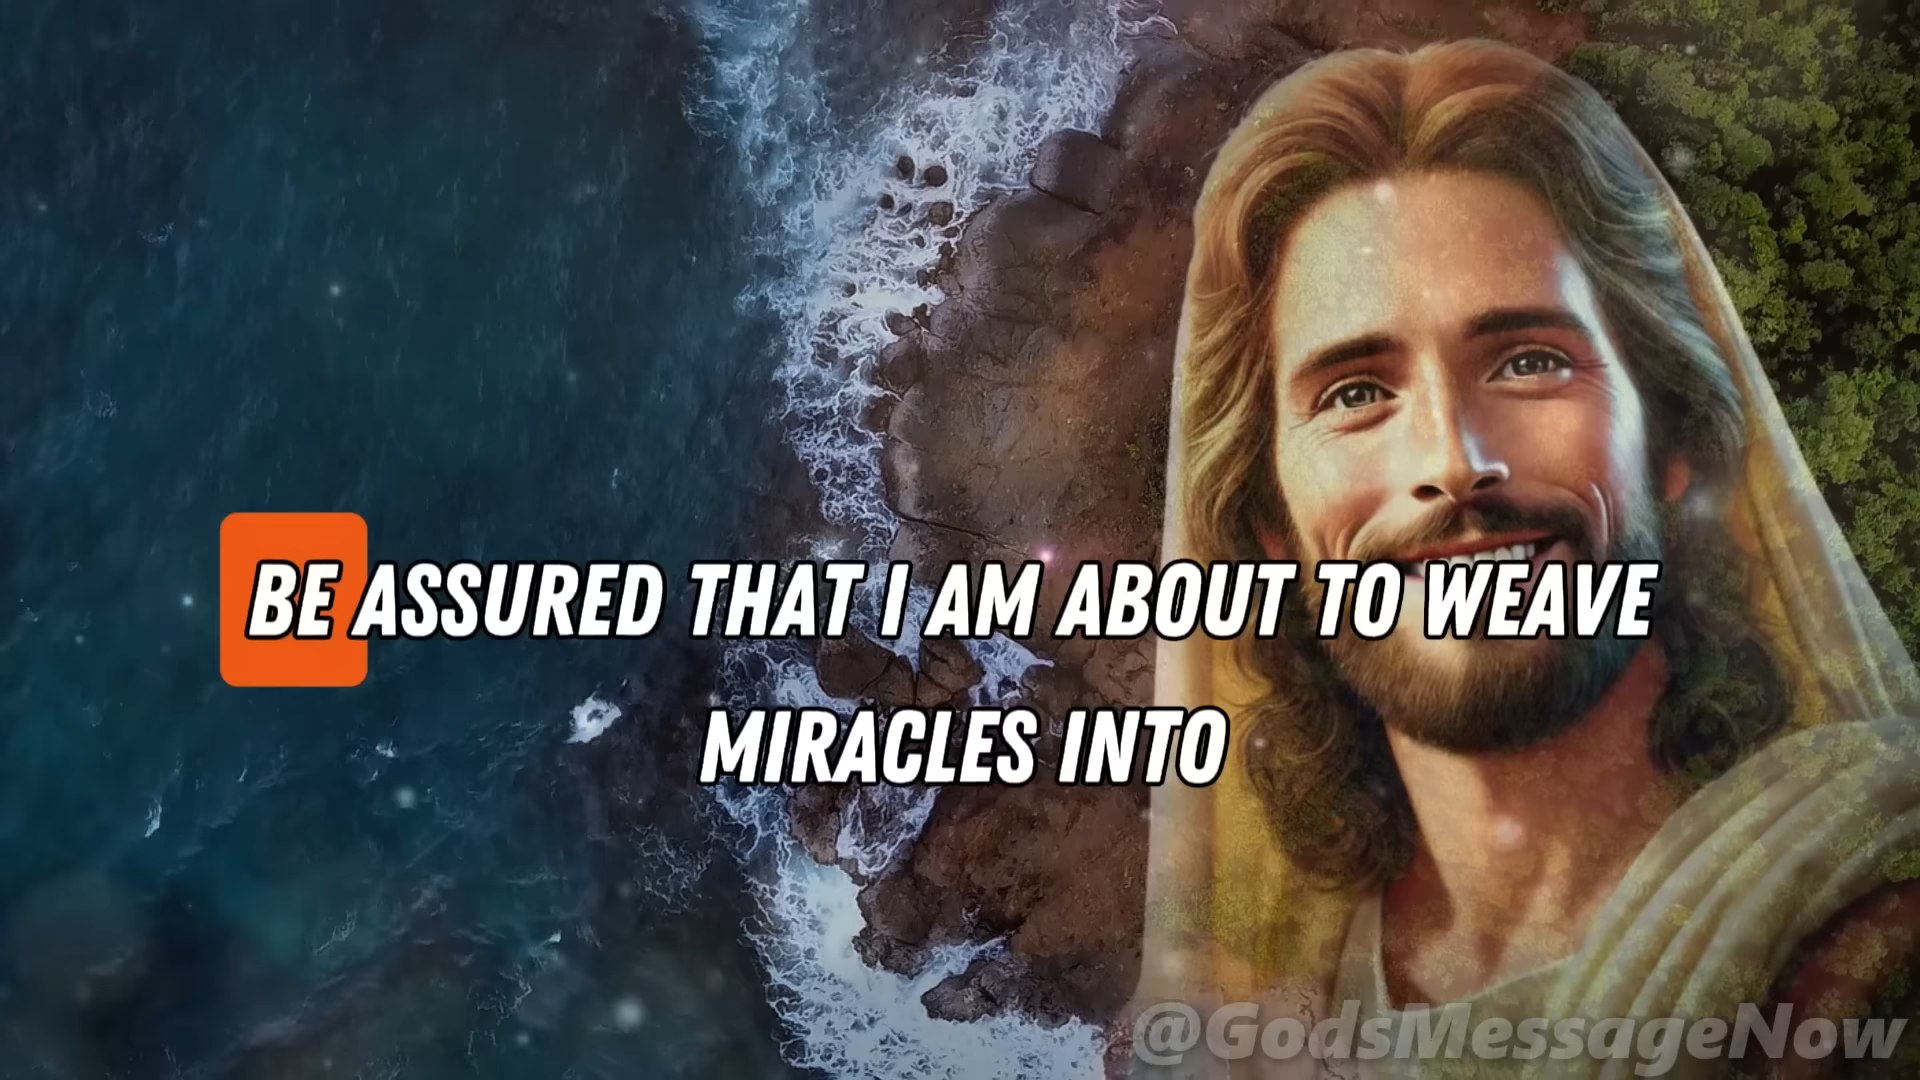 BE ASSURED THAT I AM ABOUT TO WEAVE
MIRACLES INTO
@GodsMessageNow